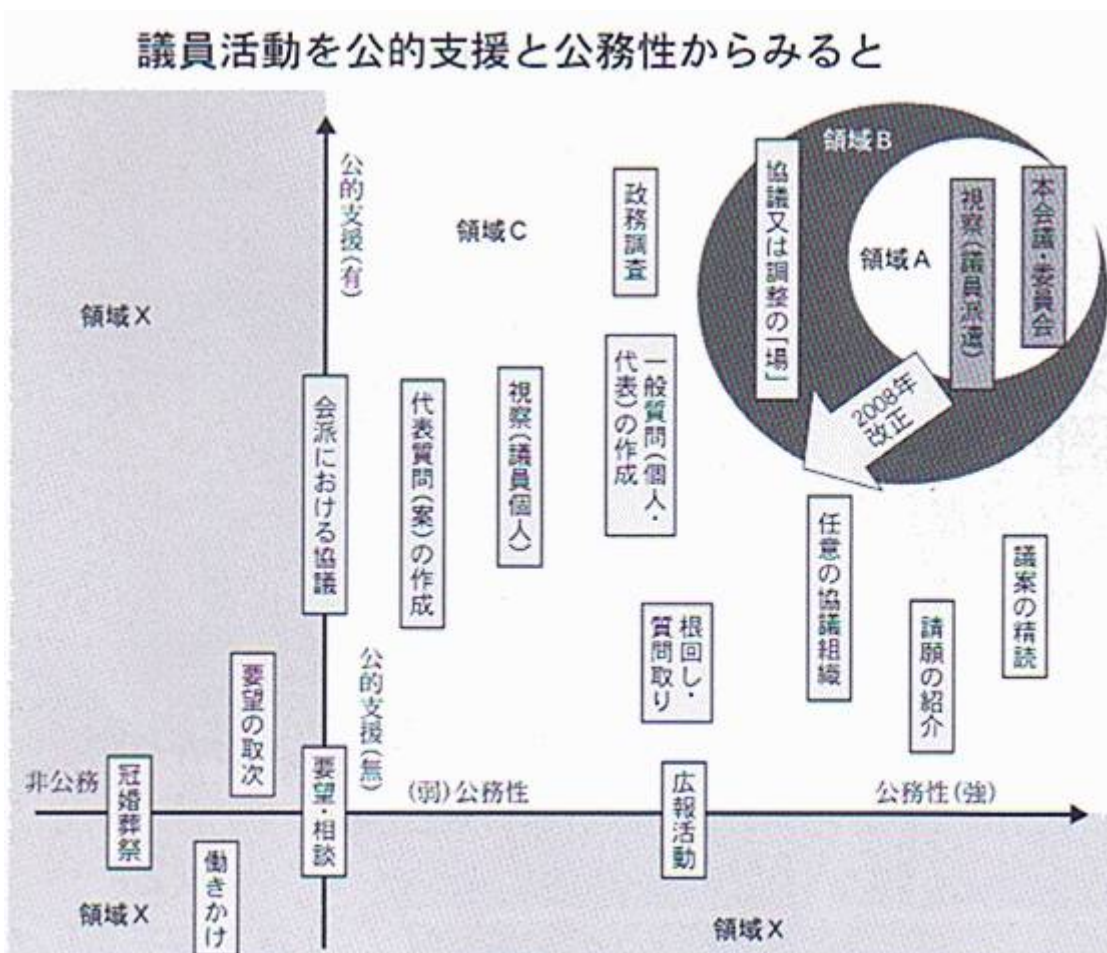 議員活動を公的支援と公務性からみると
領域X
公的支援(有)
領域C
政務調査
協議又は調整の「場」
領域B
領域A
視察(議員派遣)
本会議・委員会
2008年
改正
会派における協議
代表質問(案)の作成
視察(議員個人)
一般質問(個人・
代表)の作成
任意の協議組織
議案の精読
請願の紹介
根回し・
質問取り
要望の取次
公的支援(無)
非公務
冠婚葬祭
要望・相談
(弱)公務性
広報活動
公務性(強)
働きかけ
領域X
領域X